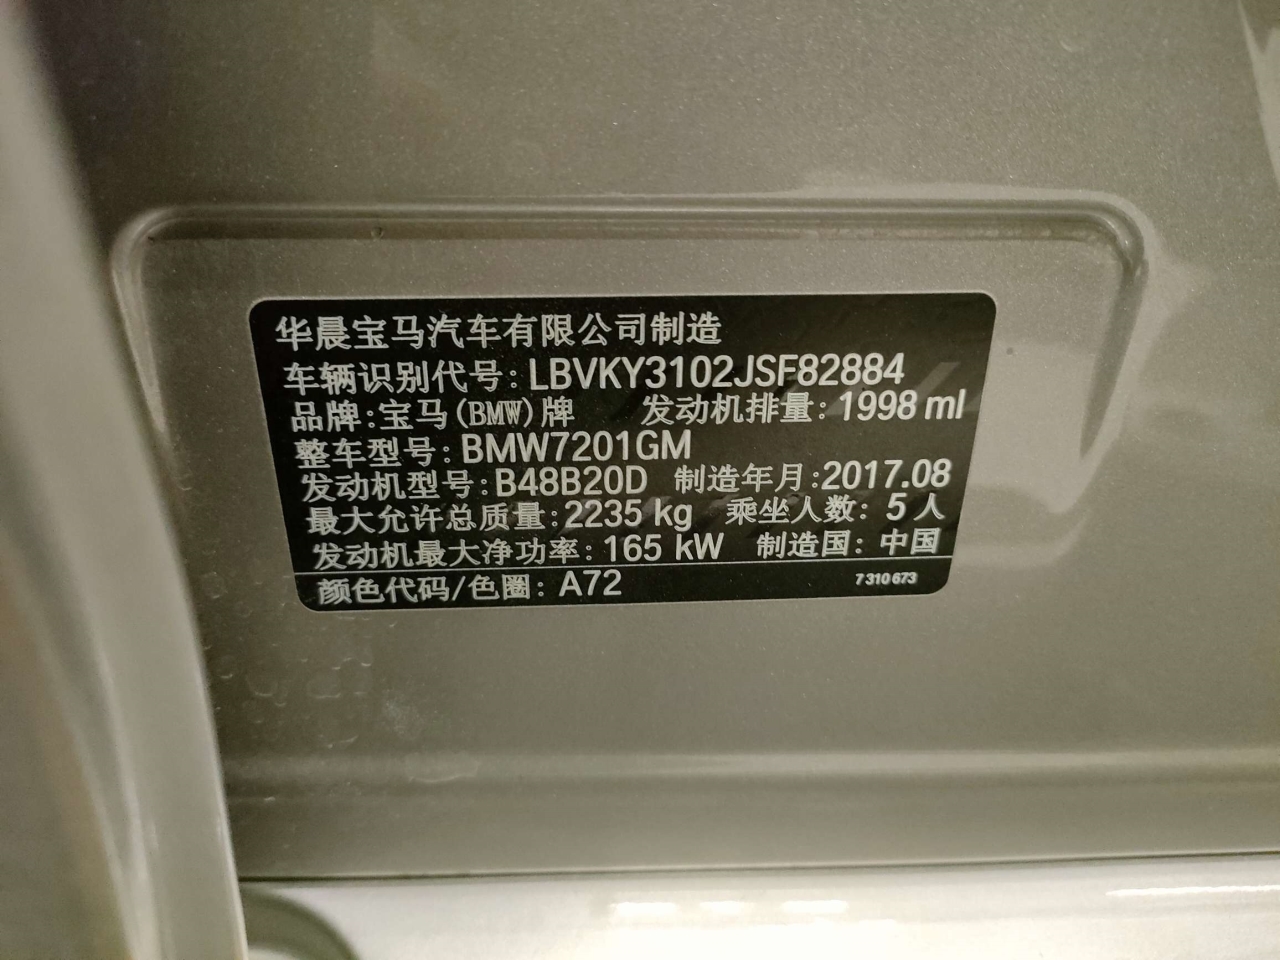 华晨宝马汽车有限公司制造
车辆识别代号: LBVKY3102JSF82884
品牌:宝马(BMW)牌 发动机排量: 1998 ml
整车型号: BMW7201GM
发动机型号: B48B20D 制造年月:2017.08
最大允许总质量: 2235 kg 乘坐人数: 5 人
发动机最大净功率: 165 kW 制造国: 中国
颜色代码/色圈: A72 7 310 673